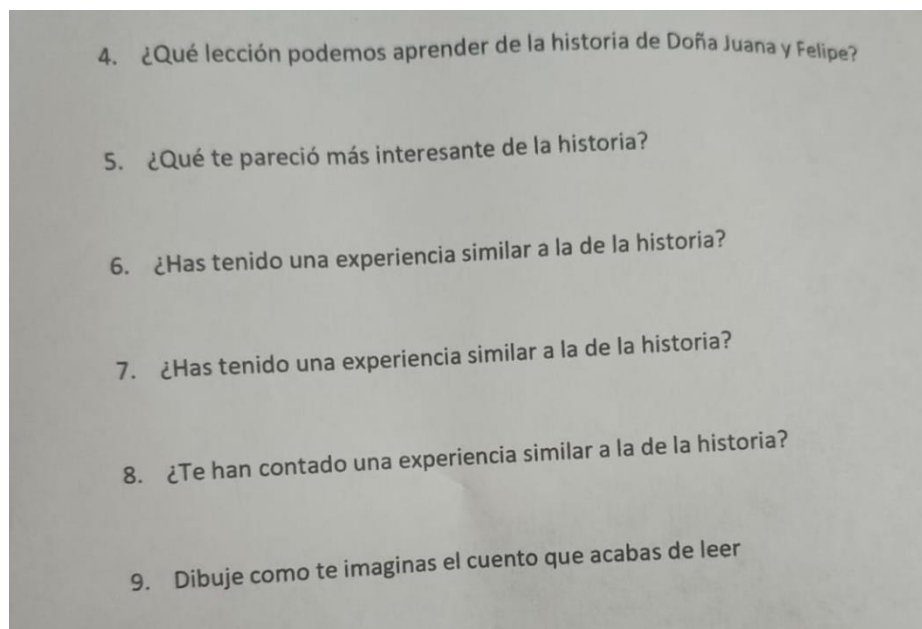 4. ¿Qué lección podemos aprender de la historia de Doña Juana y Felipe?
5. ¿Qué te pareció más interesante de la historia?
6. ¿Has tenido una experiencia similar a la de la historia?
7. ¿Has tenido una experiencia similar a la de la historia?
8. ¿Te han contado una experiencia similar a la de la historia?
9. Dibuje como te imaginas el cuento que acabas de leer